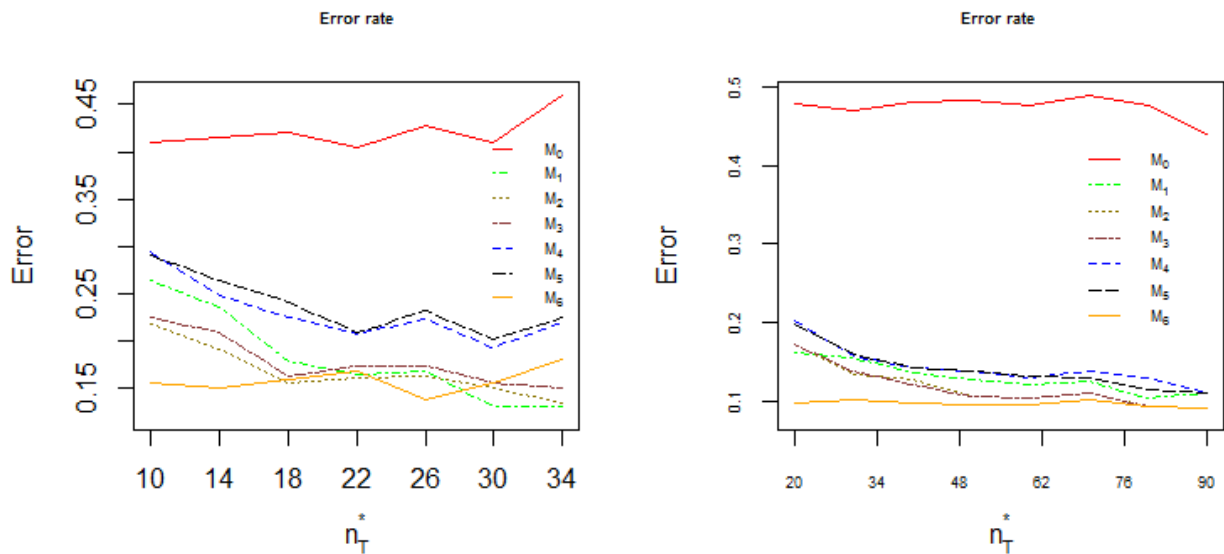 Error rate
Error
0.45
0.35
0.25
0.15
10 14 18 22 26 30 34
n*T
M0
M1
M2
M3
M4
M5
M6
Error rate
Error
0.5
0.4
0.3
0.2
0.1
20 34 48 62 76 90
n*T
M0
M1
M2
M3
M4
M5
M6